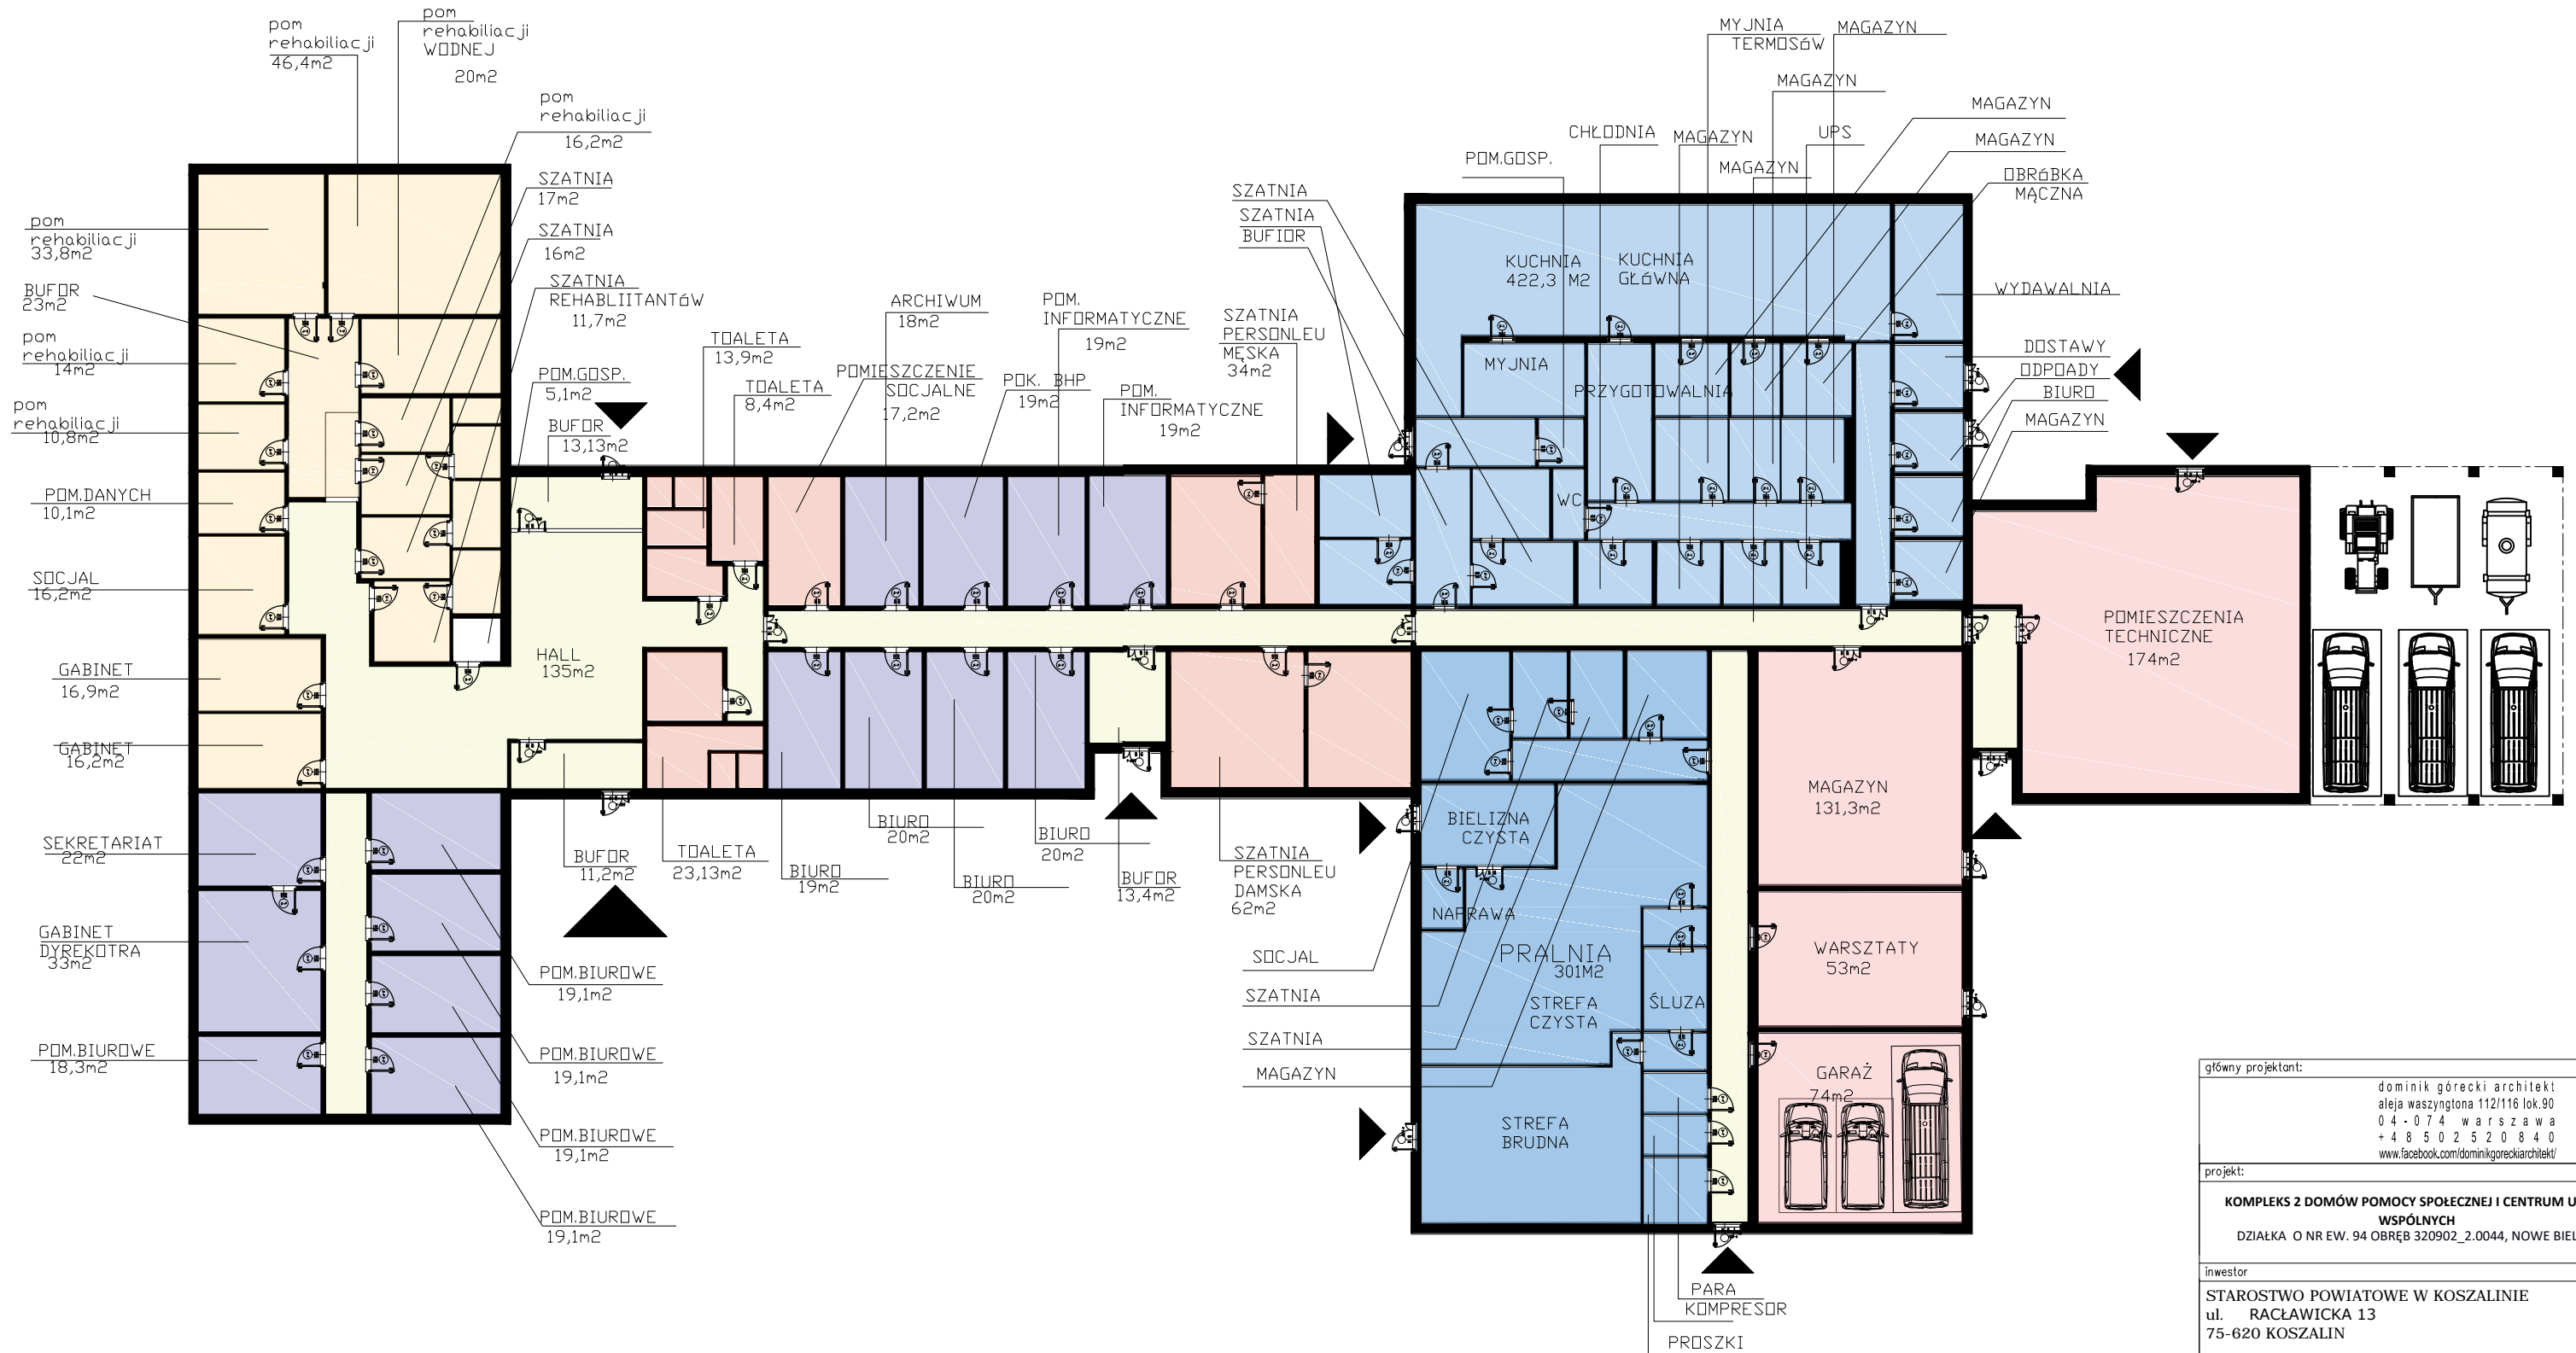 pom
rehabiliacji
46,4m2
pom
rehabiliacji
WODNEJ
20m2
pom
rehabiliacji
16,2m2
SZATNIA
17m2
SZATNIA
16m2
SZATNIA
REHABLIITANTóW
11,7m2
pom
rehabiliacji
33,8m2
BUFOR
23m2
pom
rehabiliacji
14m2
pom
rehabiliacji
10,8m2
POM.DANYCH
10,1m2
SOCJAL
16,2m2
GABINET
16,9m2
GABINET
16,2m2
SEKRETARIAT
22m2
GABINET
DYREKOTRA
33m2
POM.BIUROWE
18,3m2
POM.GOSP.
5,1m2
BUFOR
13,13m2
HALL
135m2
TOALETA
13,9m2
TOALETA
8,4m2
POMIESZCZENIE
SOCJALNE
17,2m2
ARCHIWUM
18m2
POK. BHP
19m2
POM.
INFORMATYCZNE
19m2
POM.
INFORMATYCZNE
19m2
SZATNIA
PERSONLEU
MĘSKA
34m2
BUFOR
11,2m2
TOALETA
23,13m2
BIURO
19m2
BIURO
20m2
BIURO
20m2
BIURO
20m2
BUFOR
13,4m2
SZATNIA
PERSONLEU
DAMSKA
62m2
POM.BIUROWE
19,1m2
POM.BIUROWE
19,1m2
POM.BIUROWE
19,1m2
POM.BIUROWE
19,1m2
SZATNIA
SZATNIA
BUFIOR
POM.GOSP.
CHŁODNIA
MAGAZYN
MAGAZYN
MYJNIA
TERMOSóW
MAGAZYN
MAGAZYN
UPS
MAGAZYN
MAGAZYN
OBRóBKA
MĄCZNA
KUCHNIA
422,3 M2
KUCHNIA
GŁóWNA
MYJNIA
PRZYGOTOWALNIA
WC
WYDAWALNIA
DOSTAWY
ODPOADY
BIURO
MAGAZYN
POMIESZCZENIA
TECHNICZNE
174m2
MAGAZYN
131,3m2
WARSZTATY
53m2
GARAŻ
74m2
BIELIZNA
CZYSTA
NAPRAWA
PRALNIA
301M2
STREFA
CZYSTA
ŚLUZA
STREFA
BRUDNA
SOCJAL
SZATNIA
SZATNIA
MAGAZYN
PARA
KOMPRESOR
PROSZKI
główny projektant:
dominik górecki architekt
aleja waszyngtona 112/116 lok.90
04-074 warszawa
+48502520840
www.facebook.com/dominikgoreckiarchitekt/
projekt:
KOMPLEKS 2 DOMÓW POMOCY SPOŁECZNEJ I CENTRUM U
WSPÓLNYCH
DZIAŁKA O NR EW. 94 OBRĘB 320902_2.0044, NOWE BIEL
inwestor
STAROSTWO POWIATOWE W KOSZALINIE
ul. RACŁAWICKA 13
75-620 KOSZALIN